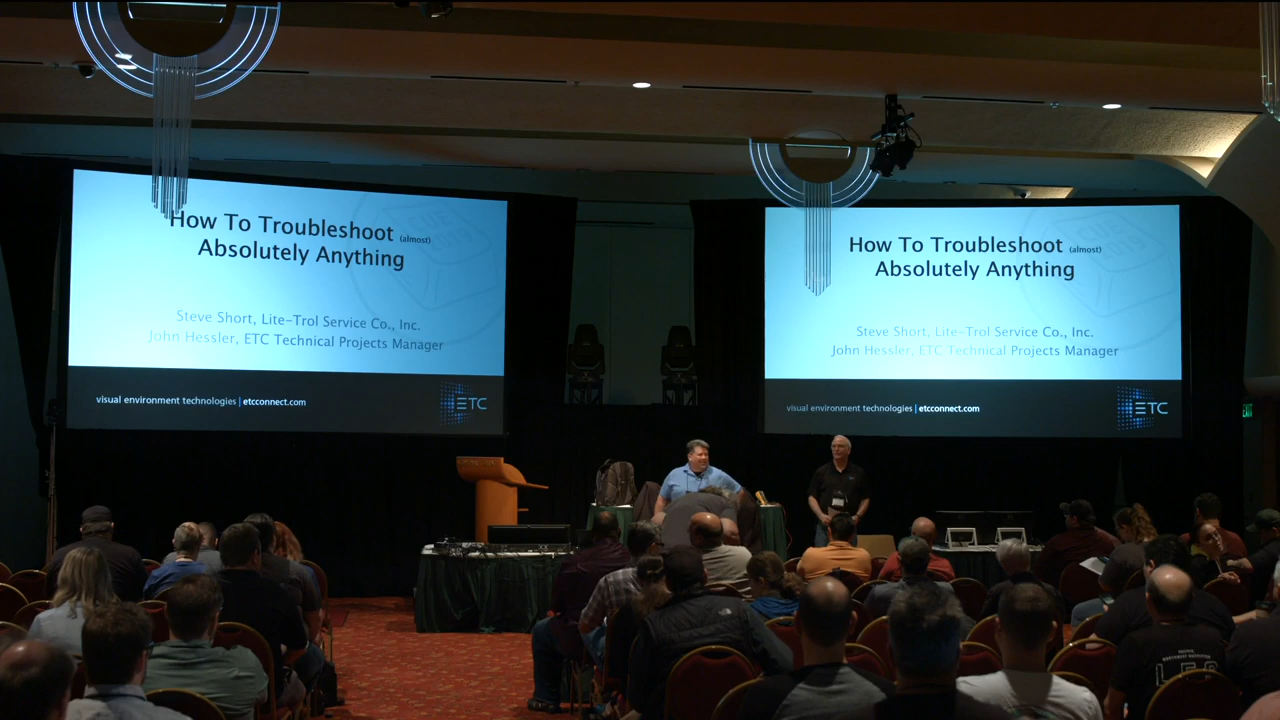 How To Troubleshoot (almost)
Absolutely Anything
Steve Short, Lite-Trol Service Co., Inc.
John Hessler, ETC Technical Projects Manager
visual environment technologies | etcconnect.com
ETC
How To Troubleshoot (almost)
Absolutely Anything
Steve Short, Lite-Trol Service Co., Inc.
John Hessler, ETC Technical Projects Manager
visual environment technologies | etcconnect.com
ETC
EXIT